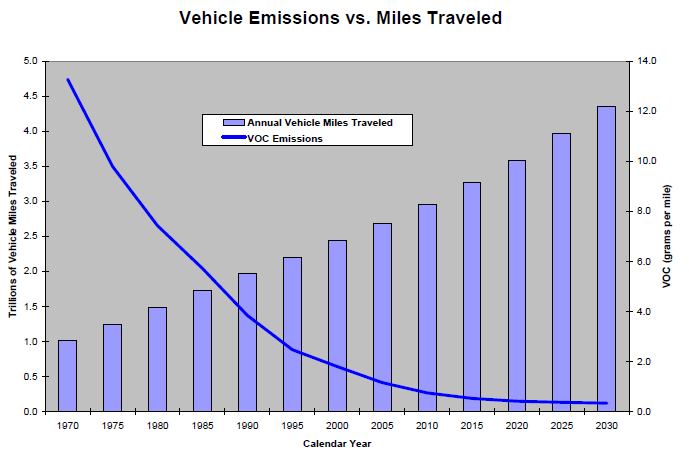 Vehicle Emissions vs. Miles Traveled
5.0
4.5
4.0
3.5
3.0
2.5
2.0
1.5
1.0
0.5
0.0
Trillions of Vehicle Miles Traveled
Annual Vehicle Miles Traveled
VOC Emissions
14.0
12.0
10.0
8.0
6.0
4.0
2.0
0.0
VOC (grams per mile)
1970 1975 1980 1985 1990 1995 2000 2005 2010 2015 2020 2025 2030
Calendar Year